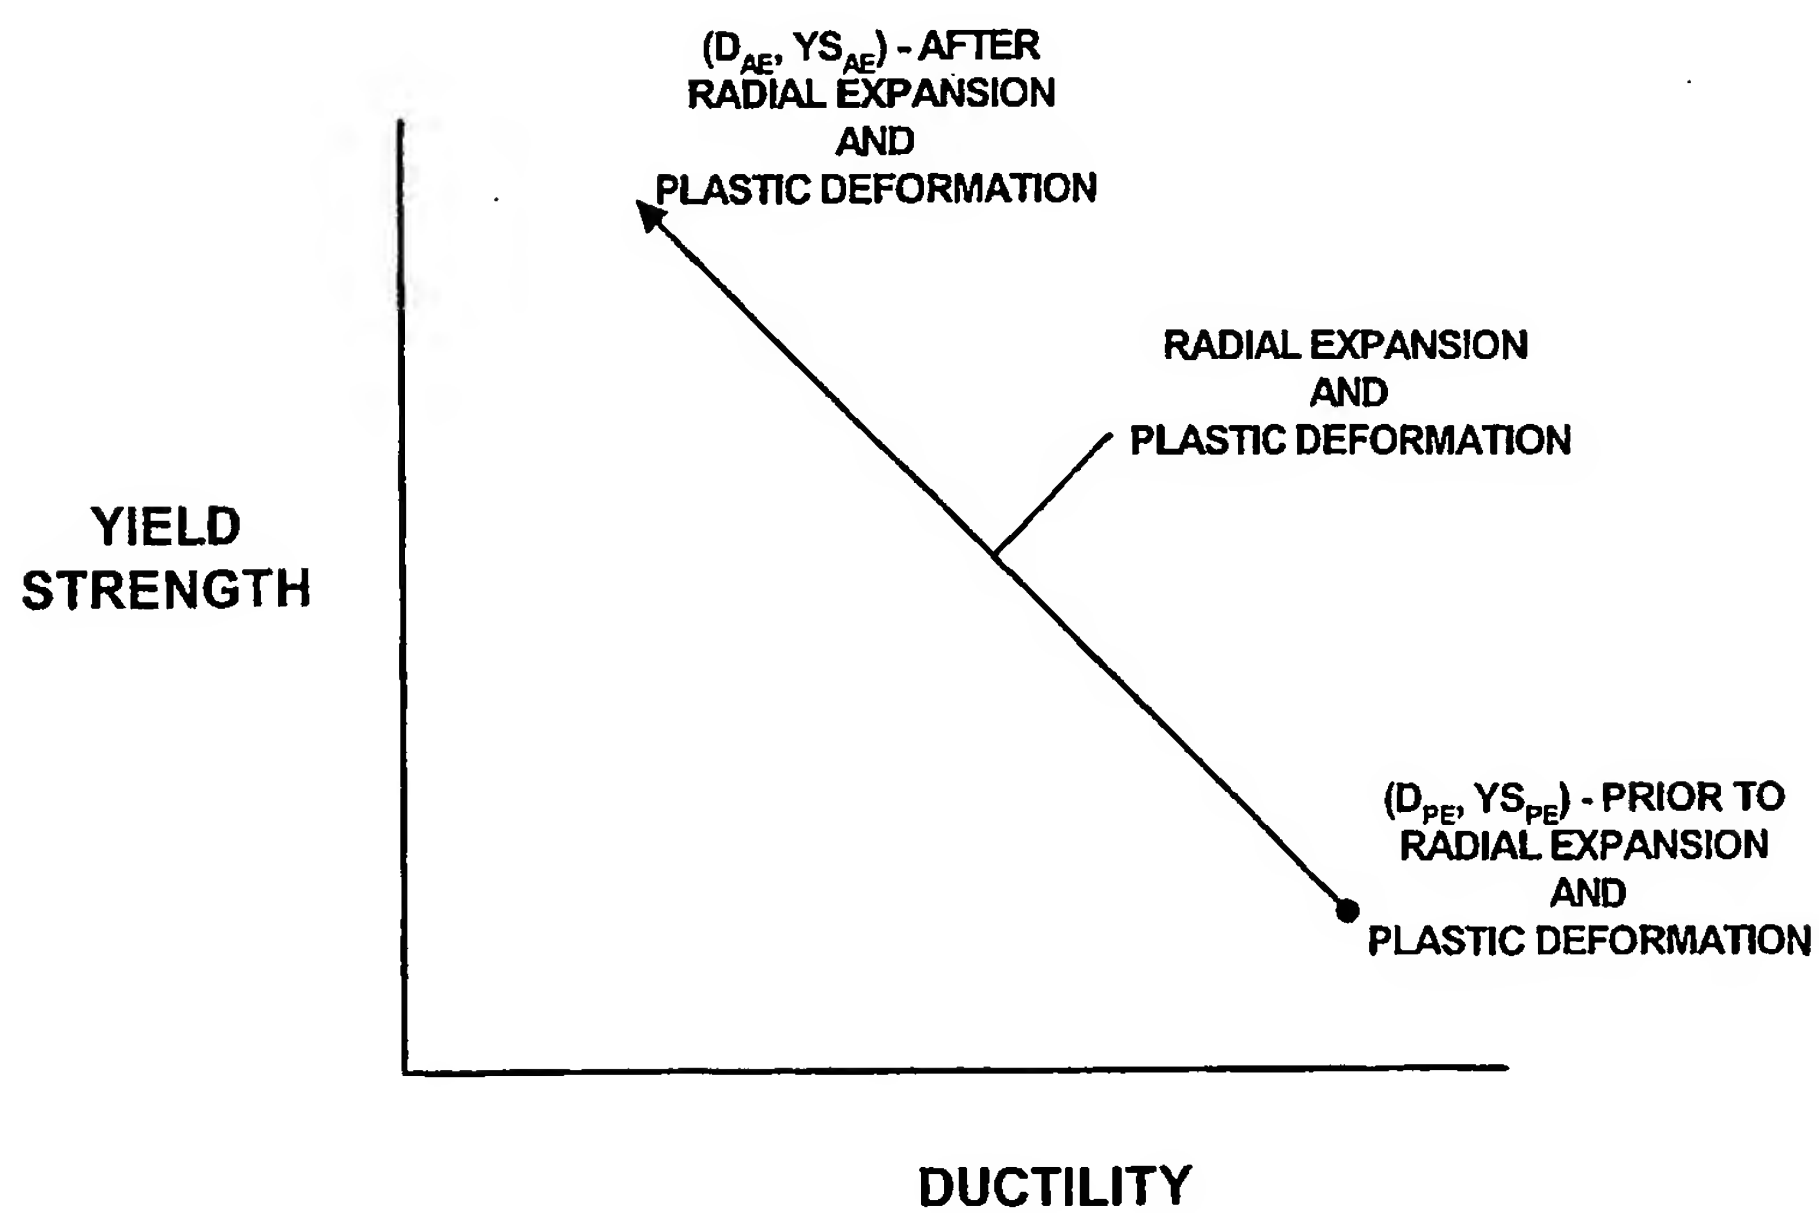 (D_AE, YS_AE) - AFTER
RADIAL EXPANSION
AND
PLASTIC DEFORMATION
RADIAL EXPANSION
AND
PLASTIC DEFORMATION
YIELD
STRENGTH
(D_PE, YS_PE) - PRIOR TO
RADIAL EXPANSION
AND
PLASTIC DEFORMATION
DUCTILITY